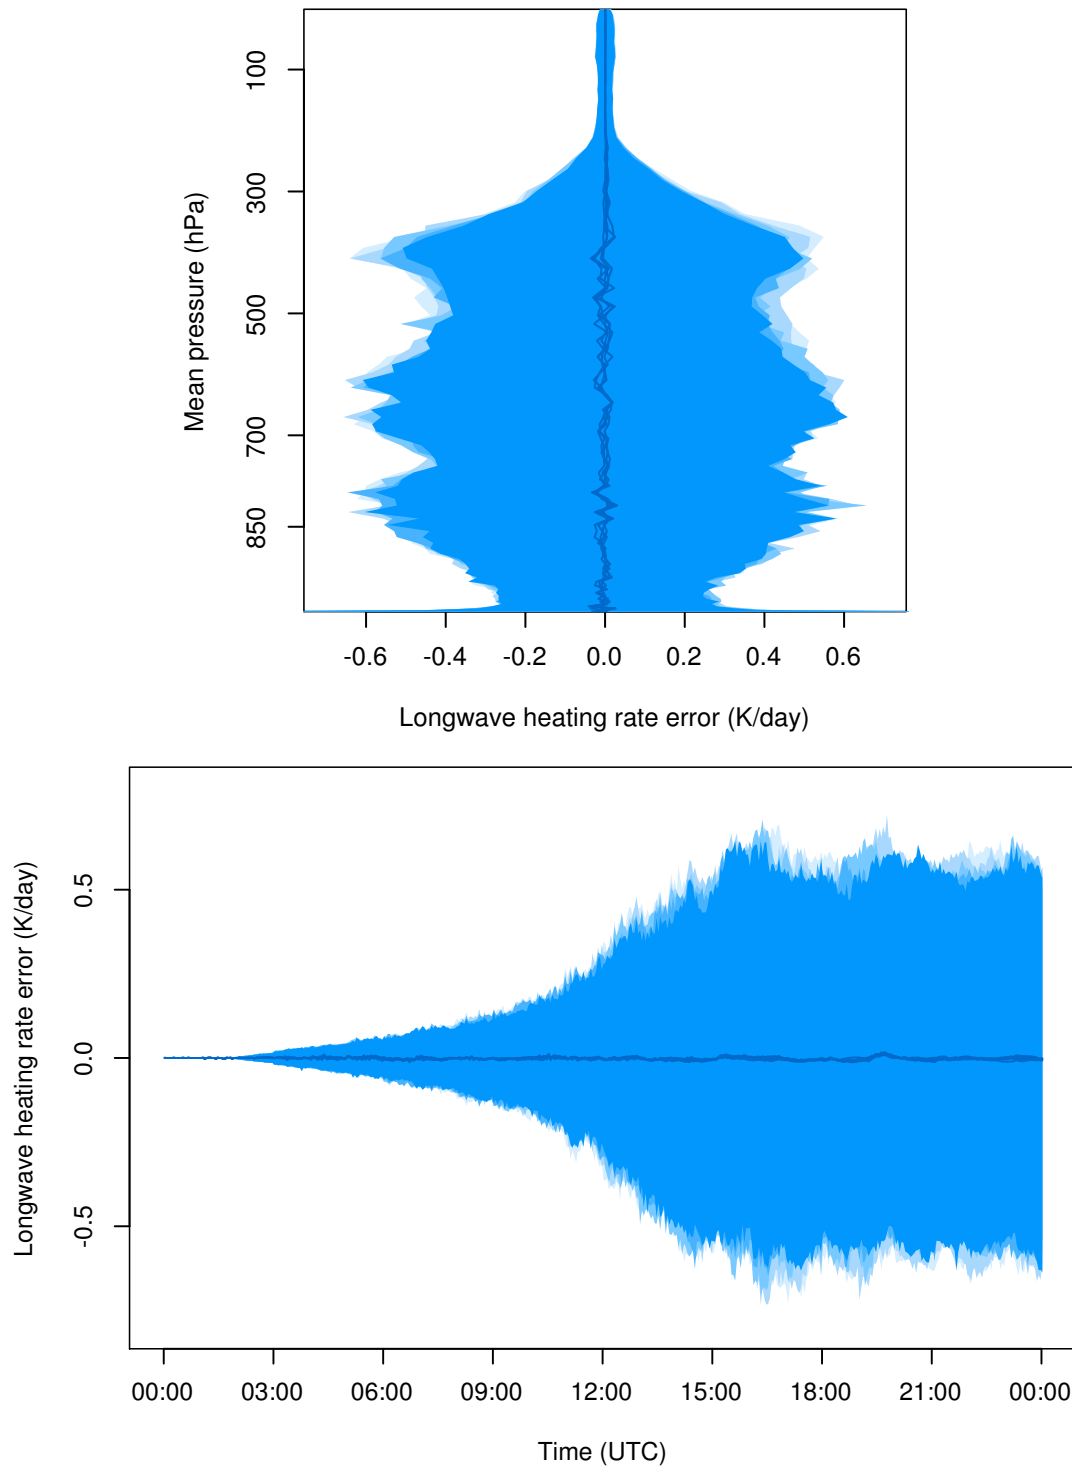 100
300
500
700
850
Mean pressure (hPa)
-0.6 -0.4 -0.2 0.0 0.2 0.4 0.6
Longwave heating rate error (K/day)
0.5
0.0
-0.5
Longwave heating rate error (K/day)
00:00 03:00 06:00 09:00 12:00 15:00 18:00 21:00 00:00
Time (UTC)